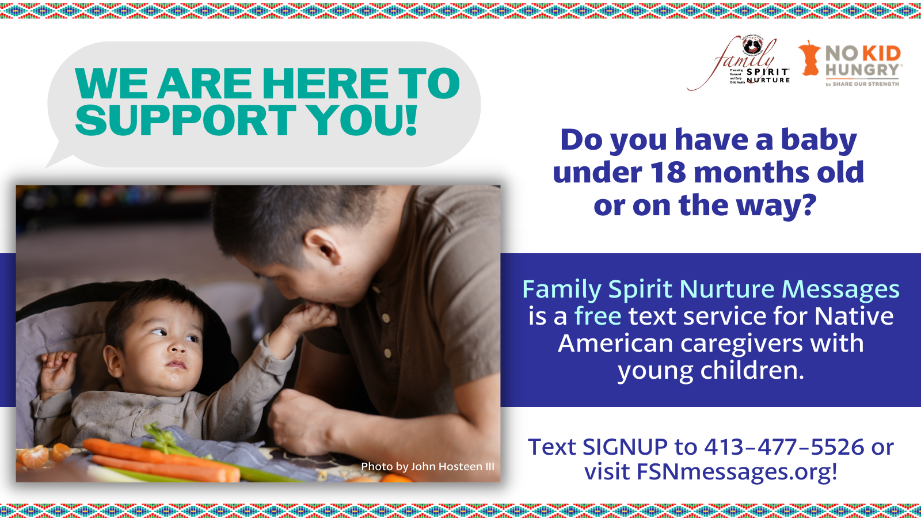 WE ARE HERE TO
SUPPORT YOU!
family
SPIRIT
NURTURE
NO KID
HUNGRY
by SHARE OUR STRENGTH
Do you have a baby
under 18 months old
or on the way?
Family Spirit Nurture Messages
is a free text service for Native
American caregivers with
young children.
Photo by John Hosteen III
Text SIGNUP to 413-477-5526 or
visit FSNmessages.org!